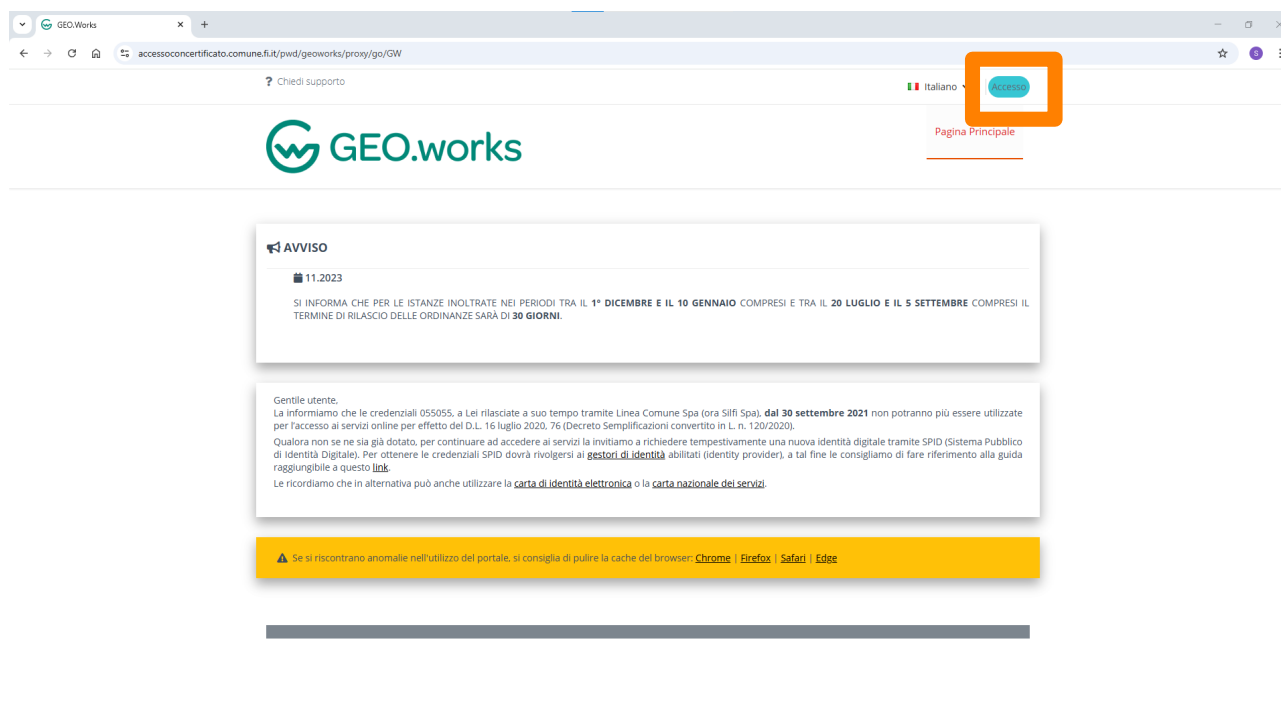 GEO.Works
accessoconcertificato.comune.fi.it/pwd/geoworks/proxy/go/GW
S
? Chiedi supporto
Italiano
Accesso
GEO.works
Pagina Principale
AVVISO
11.2023
SI INFORMA CHE PER LE ISTANZE INOLTRATE NEI PERIODI TRA IL 1° DICEMBRE E IL 10 GENNAIO COMPRESI E TRA IL 20 LUGLIO E IL 5 SETTEMBRE COMPRESI IL
TERMINE DI RILASCIO DELLE ORDINANZE SARÀ DI 30 GIORNI.
Gentile utente,
La informiamo che le credenziali 055055, a Lei rilasciate a suo tempo tramite Linea Comune Spa (ora Silfi Spa), dal 30 settembre 2021 non potranno più essere utilizzate
per l'accesso ai servizi online per effetto del D.L. 16 luglio 2020, 76 (Decreto Semplificazioni convertito in L. n. 120/2020).
Qualora non se ne sia già dotato, per continuare ad accedere ai servizi la invitiamo a richiedere tempestivamente una nuova identità digitale tramite SPID (Sistema Pubblico
di Identità Digitale). Per ottenere le credenziali SPID dovrà rivolgersi ai gestori di identità abilitati (identity provider), a tal fine le consigliamo di fare riferimento alla guida
raggiungibile a questo link.
Le ricordiamo che in alternativa può anche utilizzare la carta di identità elettronica o la carta nazionale dei servizi.
Se si riscontrano anomalie nell'utilizzo del portale, si consiglia di pulire la cache del browser: Chrome | Firefox | Safari | Edge